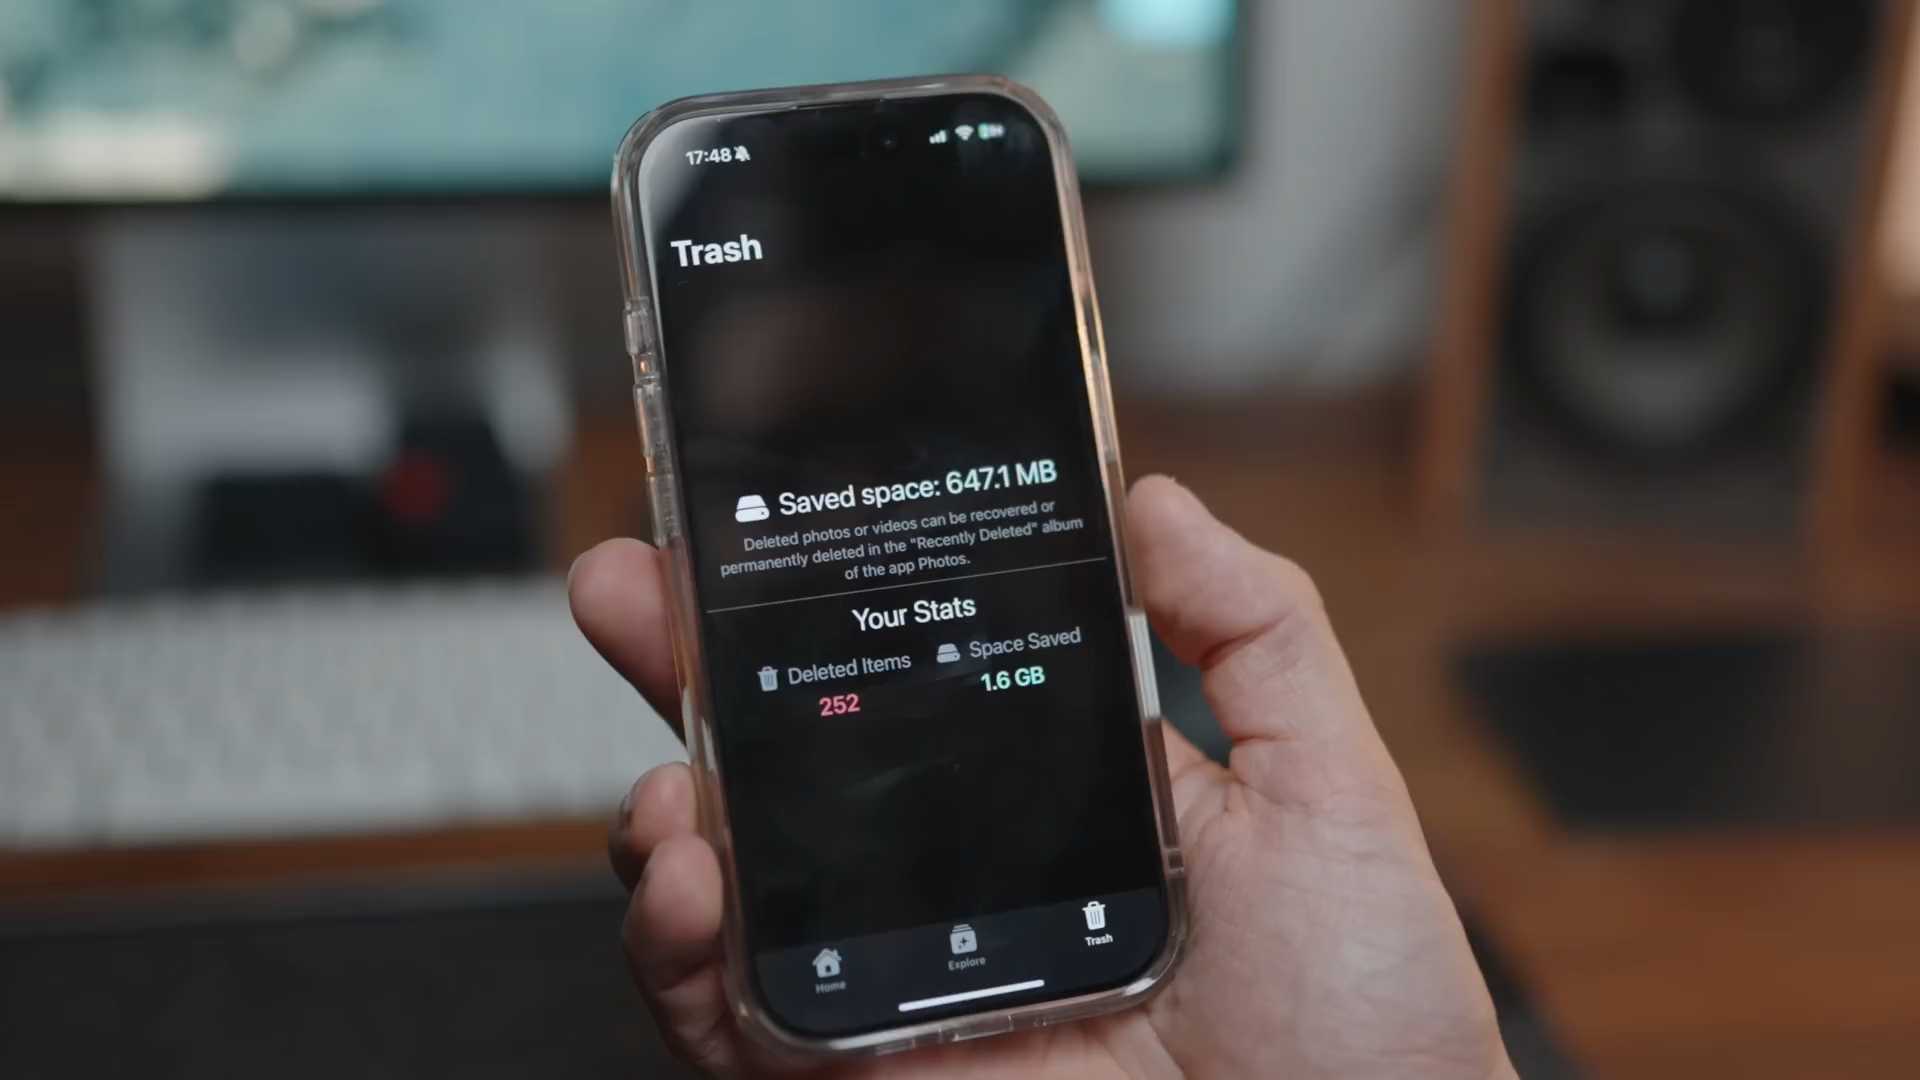 17:48
Trash
Saved space: 647.1 MB
Deleted photos or videos can be recovered or
permanently deleted in the "Recently Deleted" album
of the app Photos.
Your Stats
Deleted Items
Space Saved
252
1.6 GB
Home
Explore
Trash